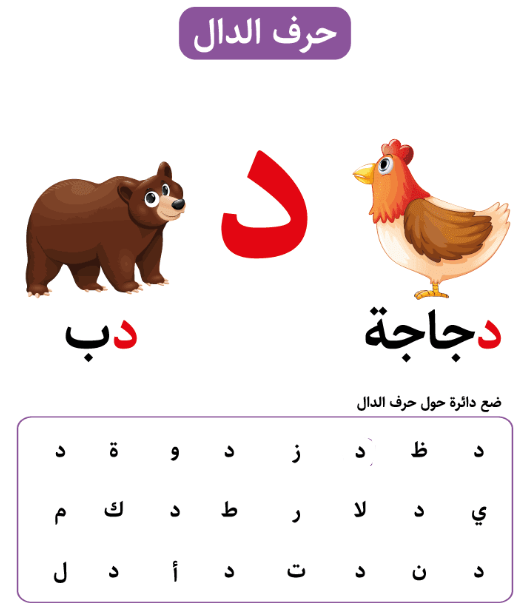 حرف الدال
د
دجاجة دب
ضع دائرة حول حرف الدال
د ظ د ز د و ة د
ي د لا ر ط د ك م
د ن د ت د أ د ل